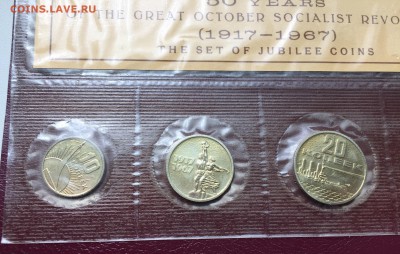 coins.lave.ru
50 YEARS
OF THE GREAT OCTOBER SOCIALIST REVO
—(1917-1967)
THE SET OF JUBILEE COINS
10
1917
1967
20
КОПЕЕК